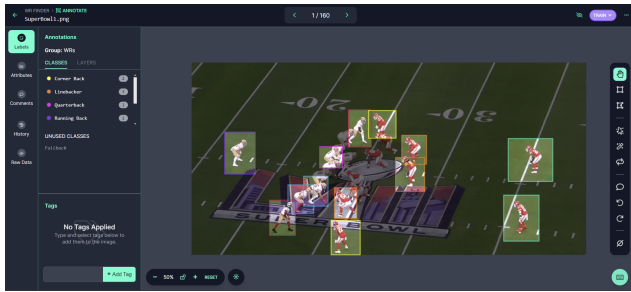 WR FINDER > ANNOTATE
SuperBowl1.png
1 / 160
TRAIN
Labels
Attributes
Comments
History
Raw Data
Annotations
Group: WRs
CLASSES LAYERS
Corner Back
Linebacker
Quarterback
Running Back
UNUSED CLASSES
Fullback
Tags
No Tags Applied
Type and select tags below to
add them to the image.
+ Add Tag
- 50% + RESET
SUPER BOWL